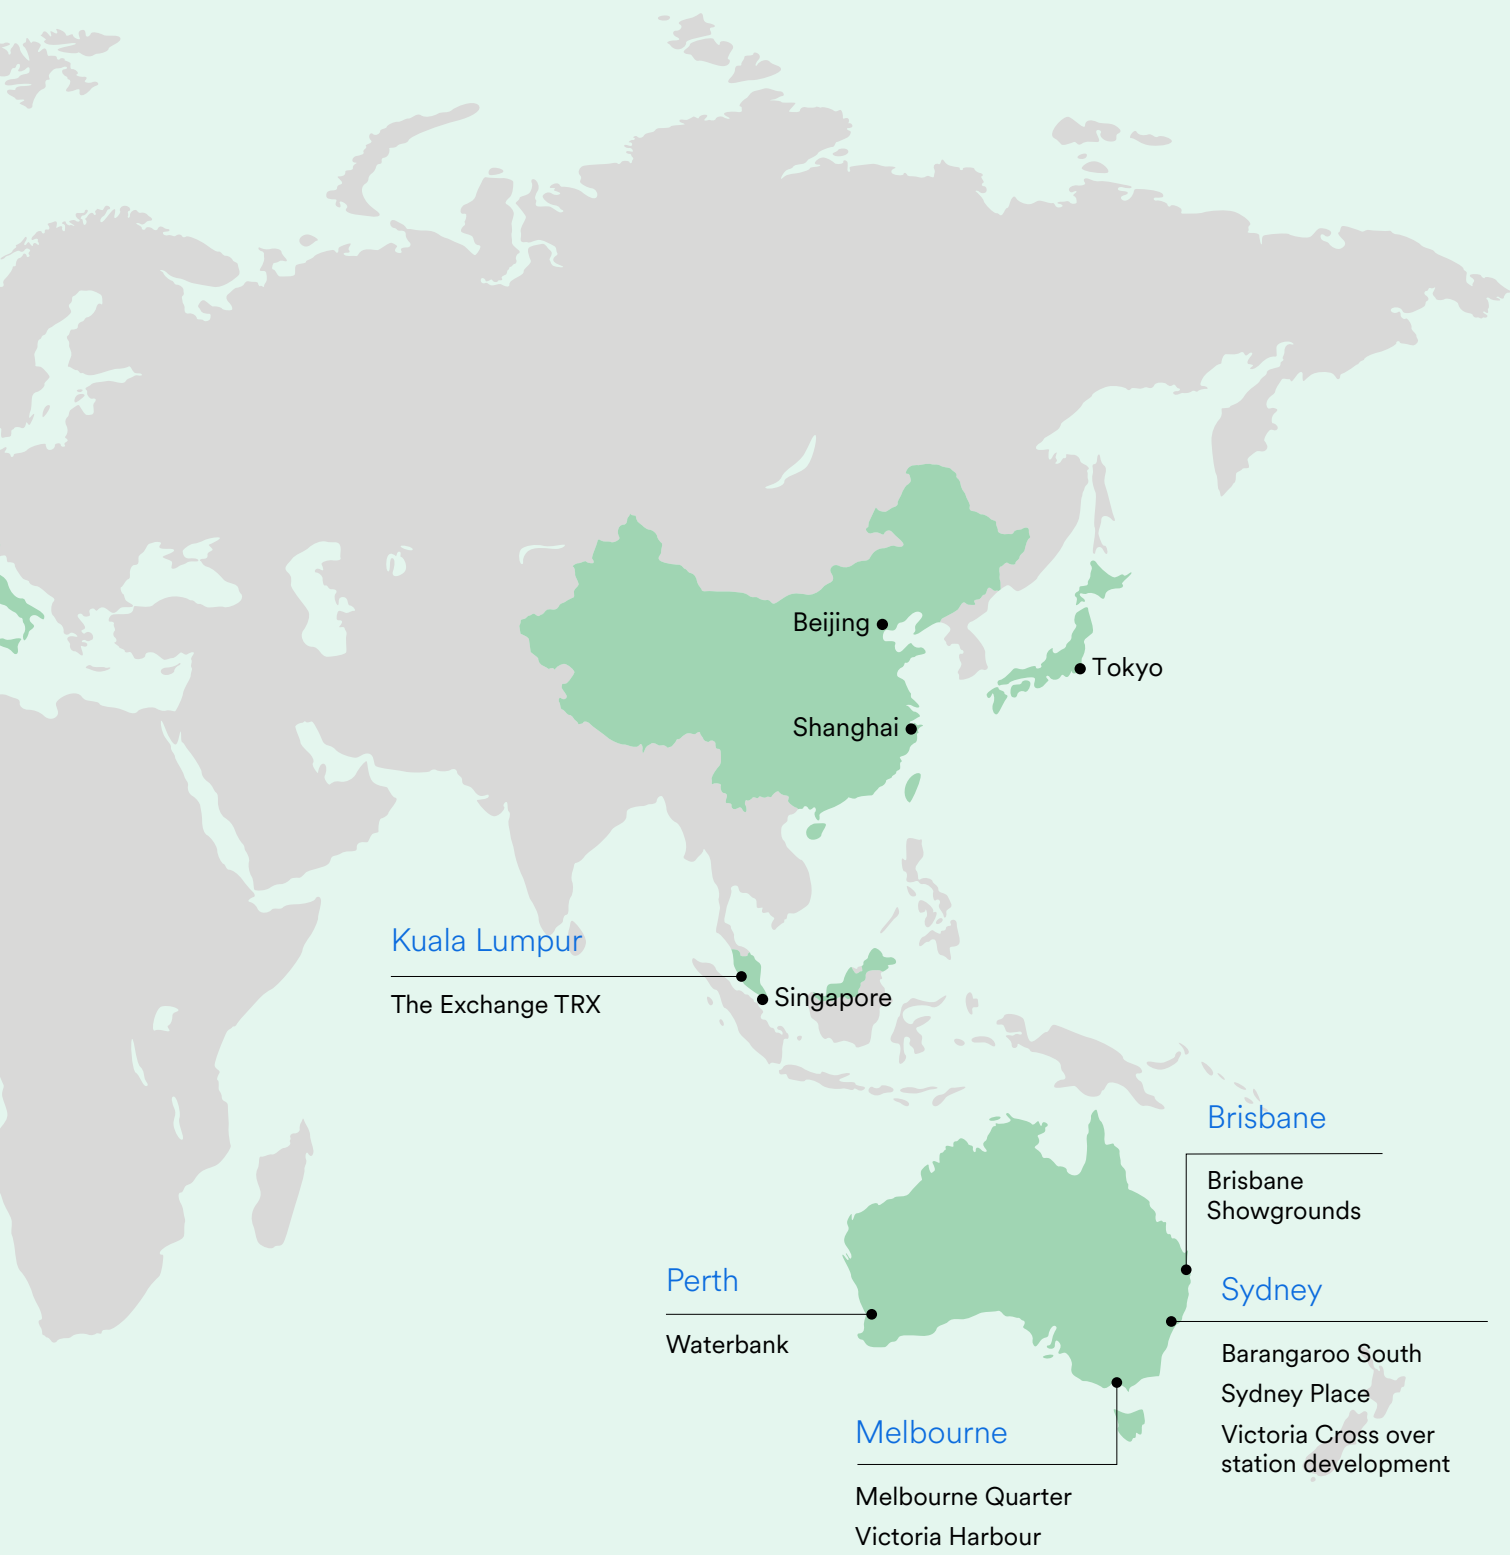 Beijing
Tokyo
Shanghai
Kuala Lumpur
The Exchange TRX
Singapore
Brisbane
Brisbane
Showgrounds
Perth
Waterbank
Sydney
Barangaroo South
Sydney Place
Victoria Cross over
station development
Melbourne
Melbourne Quarter
Victoria Harbour